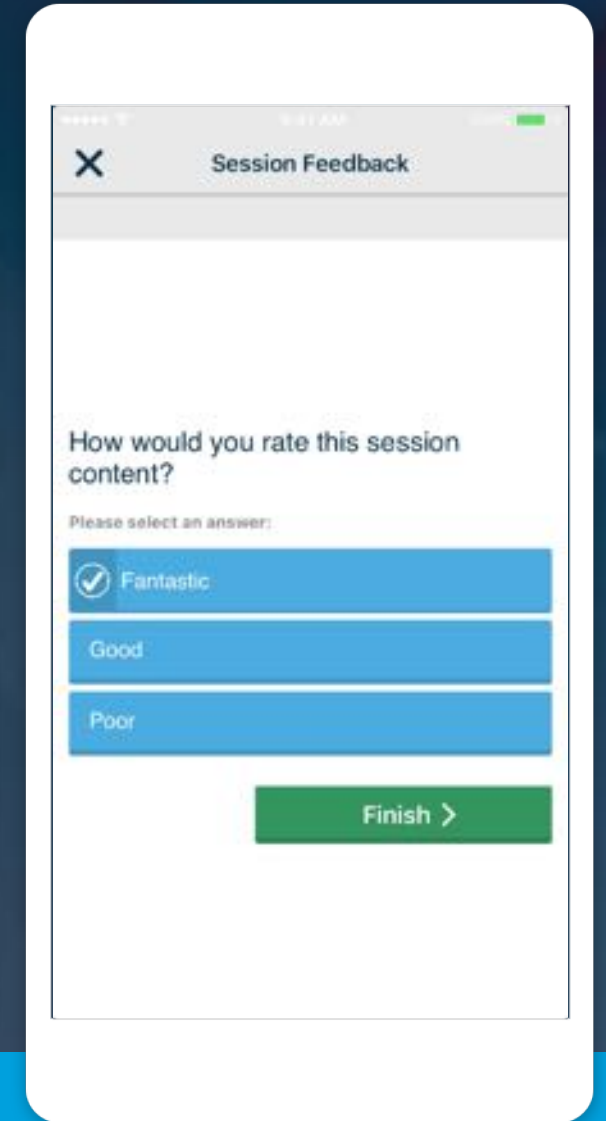 Session Feedback
How would you rate this session
content?
Please select an answer:
Fantastic
Good
Poor
Finish